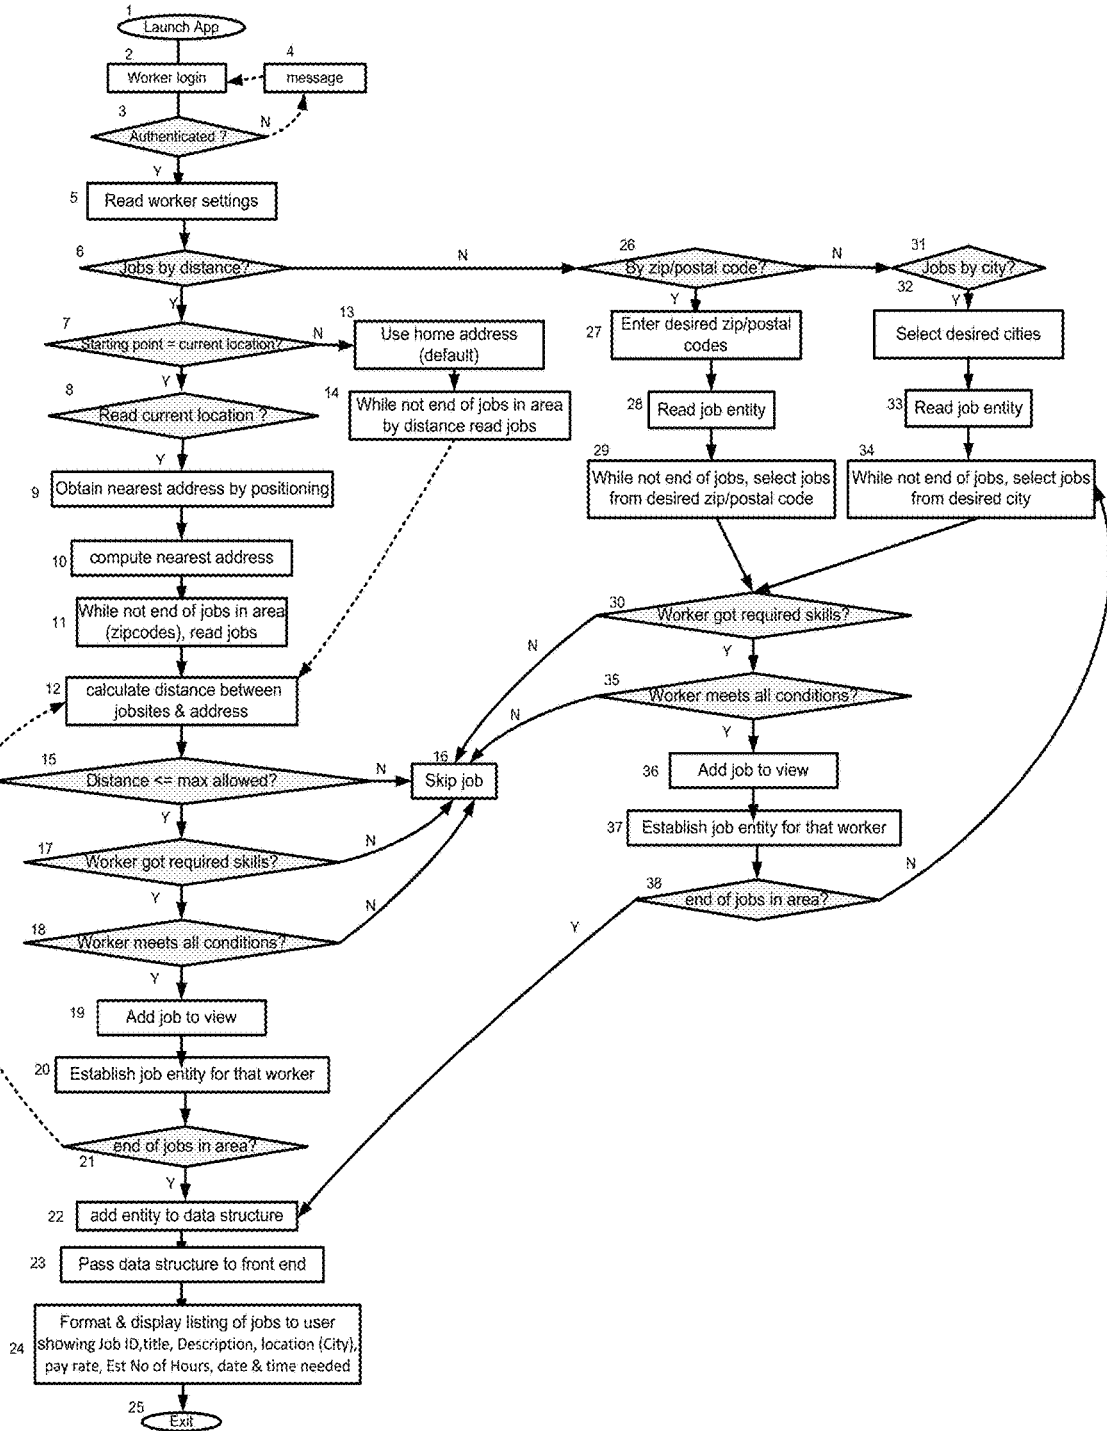 1
Launch App
2
Worker login
4
message
3
Authenticated ?
N
Y
5
Read worker settings
6
Jobs by distance?
N
26
By zip/postal code?
N
31
Jobs by city?
32
Y
Y
Y
7
Starting point = current location?
N
13
Use home address
(default)
27
Enter desired zip/postal
codes
Select desired cities
Y
8
Read current location ?
14
While not end of jobs in area
by distance read jobs
28
Read job entity
33
Read job entity
Y
9
Obtain nearest address by positioning
29
While not end of jobs, select jobs
from desired zip/postal code
34
While not end of jobs, select jobs
from desired city
10
compute nearest address
11
While not end of jobs in area
(zipcodes), read jobs
30
Worker got required skills?
N
Y
12
calculate distance between
jobsites & address
35
Worker meets all conditions?
N
Y
15
Distance <= max allowed?
N
16
Skip job
36
Add job to view
Y
17
Worker got required skills?
N
37
Establish job entity for that worker
N
Y
38
end of jobs in area?
Y
18
Worker meets all conditions?
N
Y
19
Add job to view
20
Establish job entity for that worker
21
end of jobs in area?
Y
22
add entity to data structure
23
Pass data structure to front end
24
Format & display listing of jobs to user
showing Job ID,title, Description, location (City),
pay rate, Est No of Hours, date & time needed
25
Exit